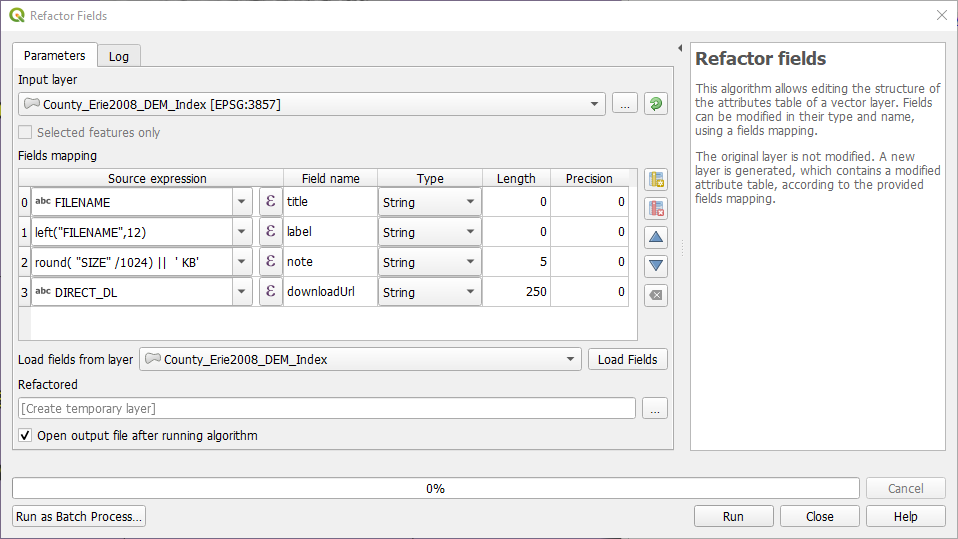 Refactor Fields
Parameters
Log
Input layer
County_Erie2008_DEM_Index [EPSG:3857]
...
Selected features only
Fields mapping
Source expression Field name Type Length Precision
0 abc FILENAME ε title String 0 0
1 left("FILENAME",12) ε label String 0 0
2 round( "SIZE" /1024) || ' KB' ε note String 5 0
3 abc DIRECT_DL ε downloadUrl String 250 0
Load fields from layer County_Erie2008_DEM_Index Load Fields
Refactored
[Create temporary layer] ...
Open output file after running algorithm
Refactor fields
This algorithm allows editing the structure of
the attributes table of a vector layer. Fields
can be modified in their type and name,
using a fields mapping.
The original layer is not modified. A new
layer is generated, which contains a modified
attribute table, according to the provided
fields mapping.
0%
Cancel
Run as Batch Process...
Run
Close
Help